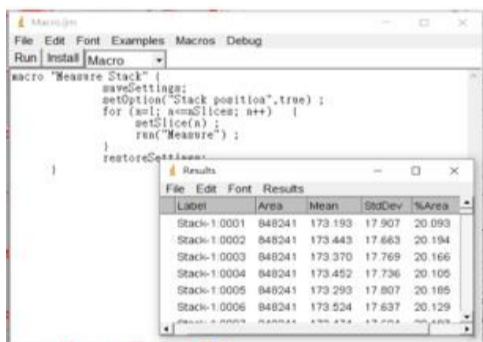 Macro.ijm
File Edit Font Examples Macros Debug
Run Install Macro
macro "Measure Stack" {
saveSettings;
setOption("Stack position",true) ;
for (n=1; n<=nSlices; n++) {
setSlice(n) ;
run("Measure") ;
}
restoreSettings;
}
Results
File Edit Font Results
Label Area Mean StdDev %Area
Stack-1:0001 848241 173.193 17.907 20.093
Stack-1:0002 848241 173.443 17.663 20.194
Stack-1:0003 848241 173.370 17.769 20.166
Stack-1:0004 848241 173.452 17.736 20.105
Stack-1:0005 848241 173.293 17.807 20.185
Stack-1:0006 848241 173.524 17.637 20.129